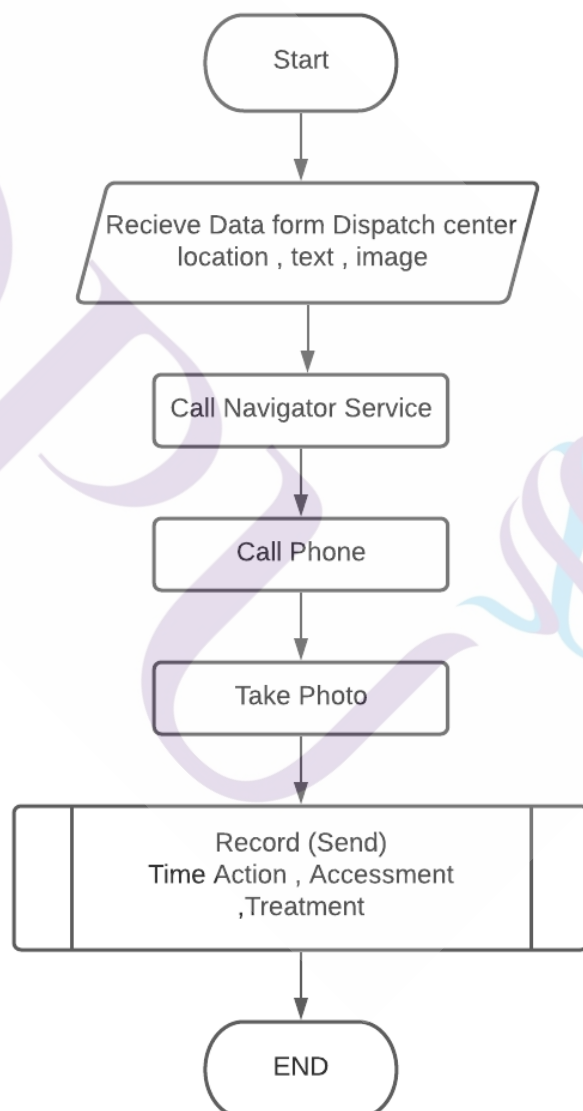 Start
Recieve Data form Dispatch center
location , text , image
Call Navigator Service
Call Phone
Take Photo
Record (Send)
Time Action , Accessment
,Treatment
END